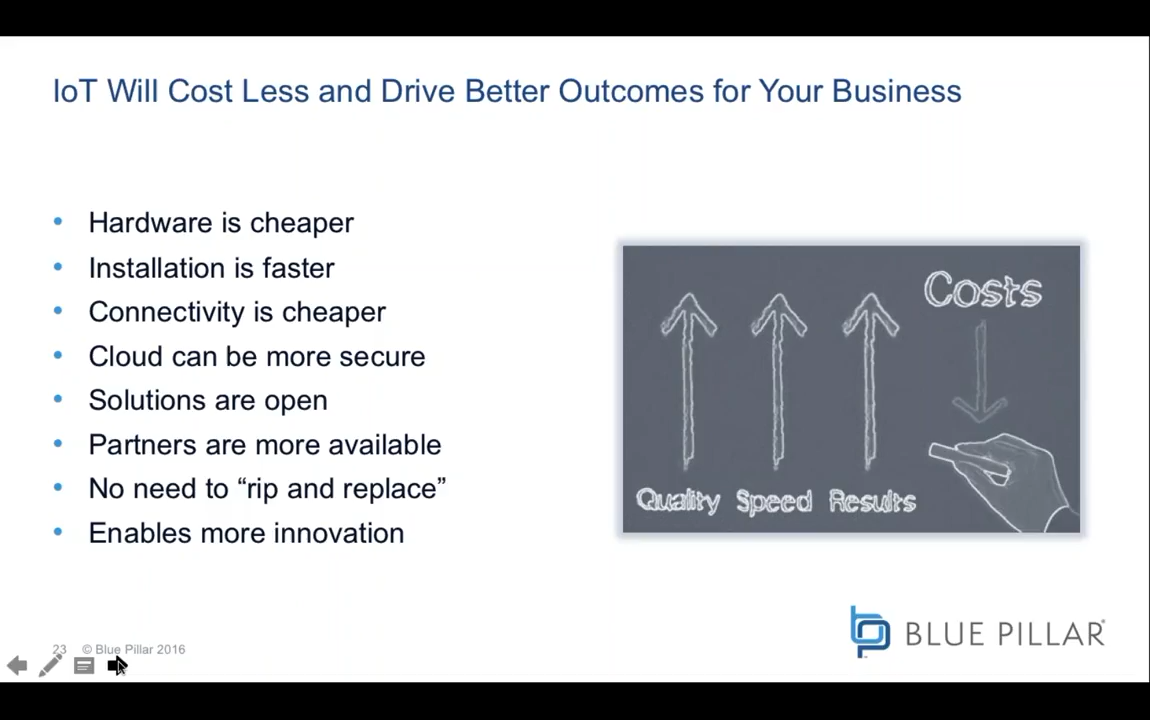 IoT Will Cost Less and Drive Better Outcomes for Your Business
• Hardware is cheaper
• Installation is faster
• Connectivity is cheaper
• Cloud can be more secure
• Solutions are open
• Partners are more available
• No need to “rip and replace”
• Enables more innovation
Costs
Quality Speed Results
23 © Blue Pillar 2016
BLUE PILLAR®